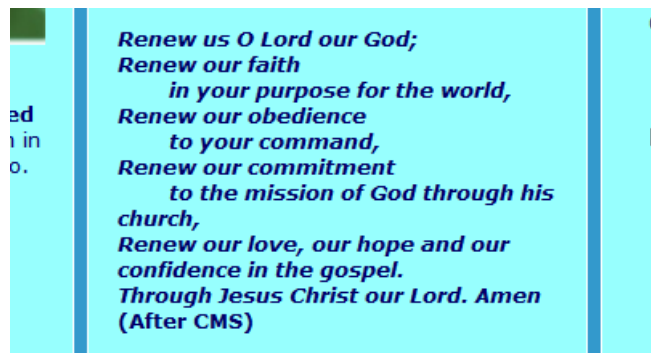 Renew us O Lord our God;
Renew our faith
in your purpose for the world,
Renew our obedience
to your command,
Renew our commitment
to the mission of God through his
church,
Renew our love, our hope and our
confidence in the gospel.
Through Jesus Christ our Lord. Amen
(After CMS)
ed
in
o.